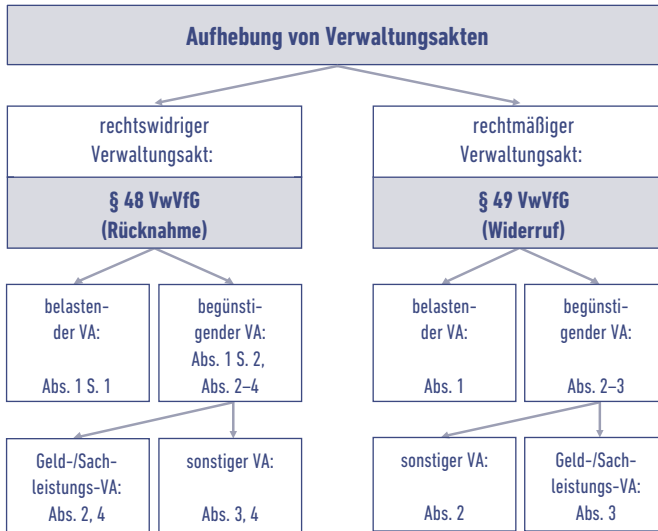 Aufhebung von Verwaltungsakten
rechtswidriger
Verwaltungsakt:
rechtmäßiger
Verwaltungsakt:
§ 48 VwVfG
(Rücknahme)
§ 49 VwVfG
(Widerruf)
belasten-
der VA:
Abs. 1 S. 1
begünsti-
gender VA:
Abs. 1 S. 2,
Abs. 2–4
belasten-
der VA:
Abs. 1
begünsti-
gender VA:
Abs. 2–3
Geld-/Sach-
leistungs-VA:
Abs. 2, 4
sonstiger VA:
Abs. 3, 4
sonstiger VA:
Abs. 2
Geld-/Sach-
leistungs-VA:
Abs. 3